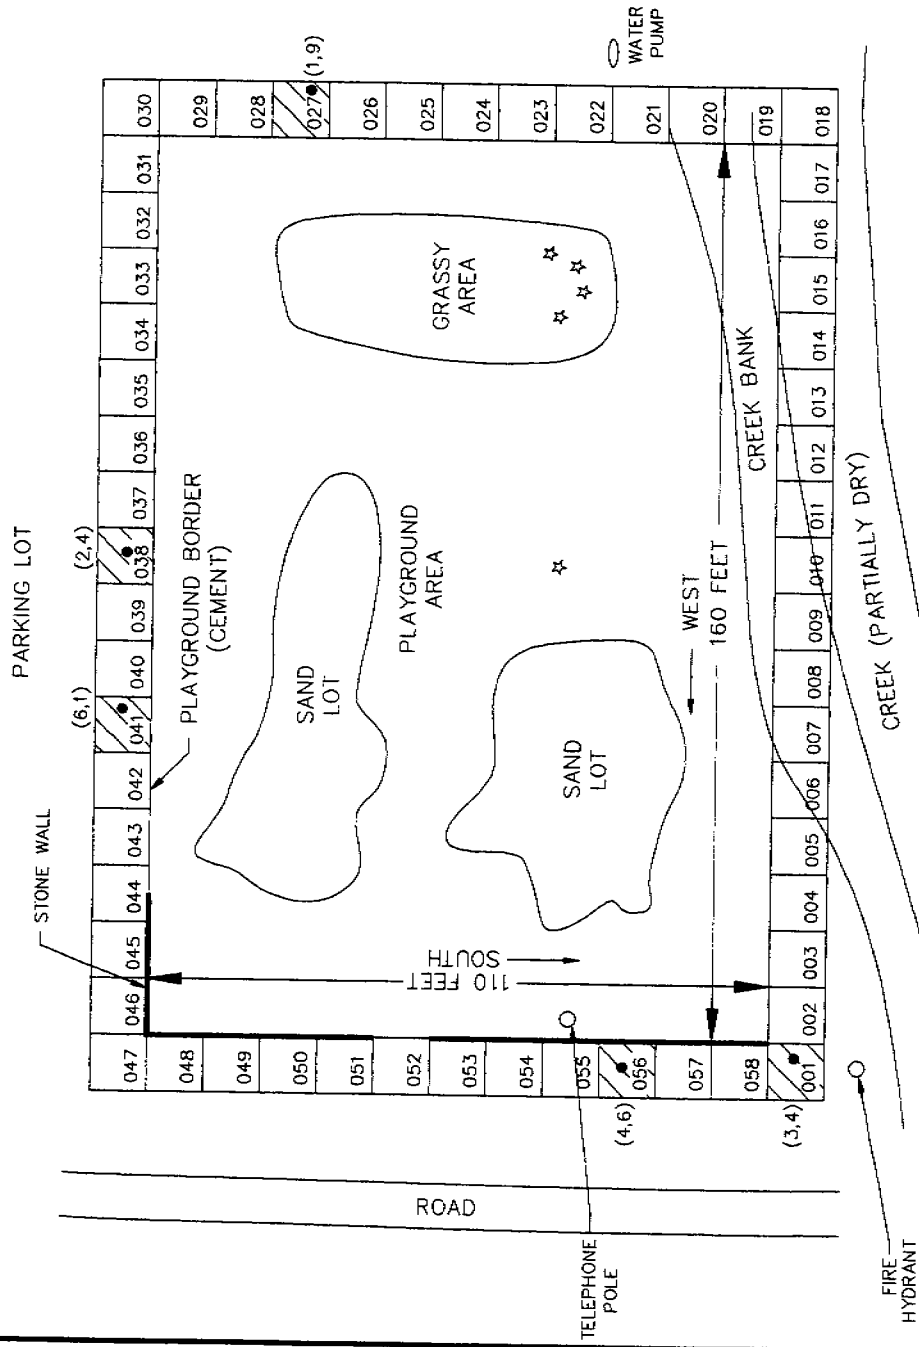 PARKING LOT
STONE WALL
PLAYGROUND BORDER
(CEMENT)
(6,1)
(2,4)
(1,9)
WATER
PUMP
047
046
045
044
043
042
041
040
039
038
037
036
035
034
033
032
031
030
029
028
027
026
025
024
023
022
021
020
019
018
048
049
050
051
052
053
054
055
056
057
058
(4,6)
(3,4)
SAND
LOT
PLAYGROUND
AREA
GRASSY
AREA
SAND
LOT
110 FEET
SOUTH
WEST
160 FEET
CREEK BANK
001
002
003
004
005
006
007
008
009
010
011
012
013
014
015
016
017
CREEK (PARTIALLY DRY)
ROAD
TELEPHONE
POLE
FIRE
HYDRANT